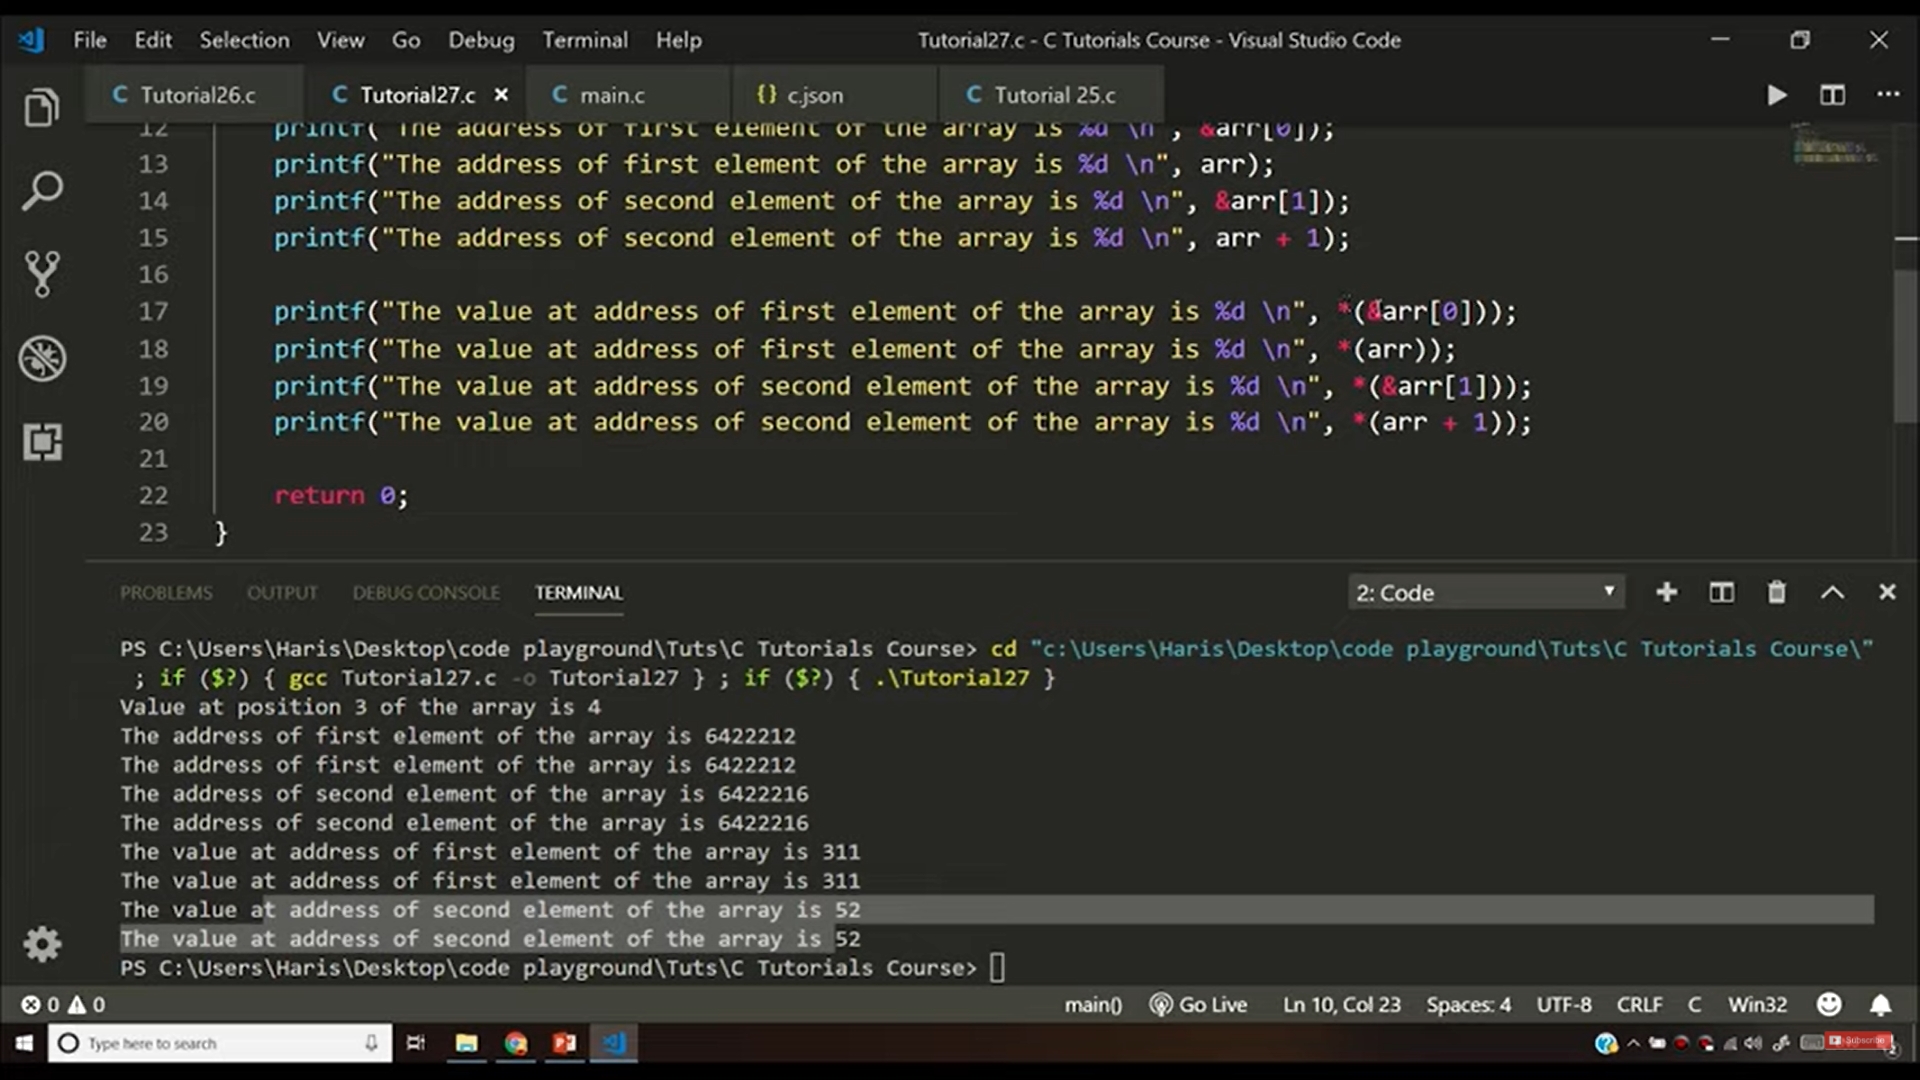 File Edit Selection View Go Debug Terminal Help Tutorial27.c - C Tutorials Course - Visual Studio Code
C Tutorial26.c C Tutorial27.c × C main.c {} c.json C Tutorial 25.c
12 printf("The address of first element of the array is %d \n", &arr[0]);
13 printf("The address of first element of the array is %d \n", arr);
14 printf("The address of second element of the array is %d \n", &arr[1]);
15 printf("The address of second element of the array is %d \n", arr + 1);
16
17 printf("The value at address of first element of the array is %d \n", *(&arr[0]));
18 printf("The value at address of first element of the array is %d \n", *(arr));
19 printf("The value at address of second element of the array is %d \n", *(&arr[1]));
20 printf("The value at address of second element of the array is %d \n", *(arr + 1));
21
22 return 0;
23 }
PROBLEMS OUTPUT DEBUG CONSOLE TERMINAL 2: Code
PS C:\Users\Haris\Desktop\code playground\Tuts\C Tutorials Course> cd "c:\Users\Haris\Desktop\code playground\Tuts\C Tutorials Course\"
; if ($?) { gcc Tutorial27.c -o Tutorial27 } ; if ($?) { .\Tutorial27 }
Value at position 3 of the array is 4
The address of first element of the array is 6422212
The address of first element of the array is 6422212
The address of second element of the array is 6422216
The address of second element of the array is 6422216
The value at address of first element of the array is 311
The value at address of first element of the array is 311
The value at address of second element of the array is 52
The value at address of second element of the array is 52
PS C:\Users\Haris\Desktop\code playground\Tuts\C Tutorials Course>
0 0 main() Go Live Ln 10, Col 23 Spaces: 4 UTF-8 CRLF C Win32
Type here to search Subscribe